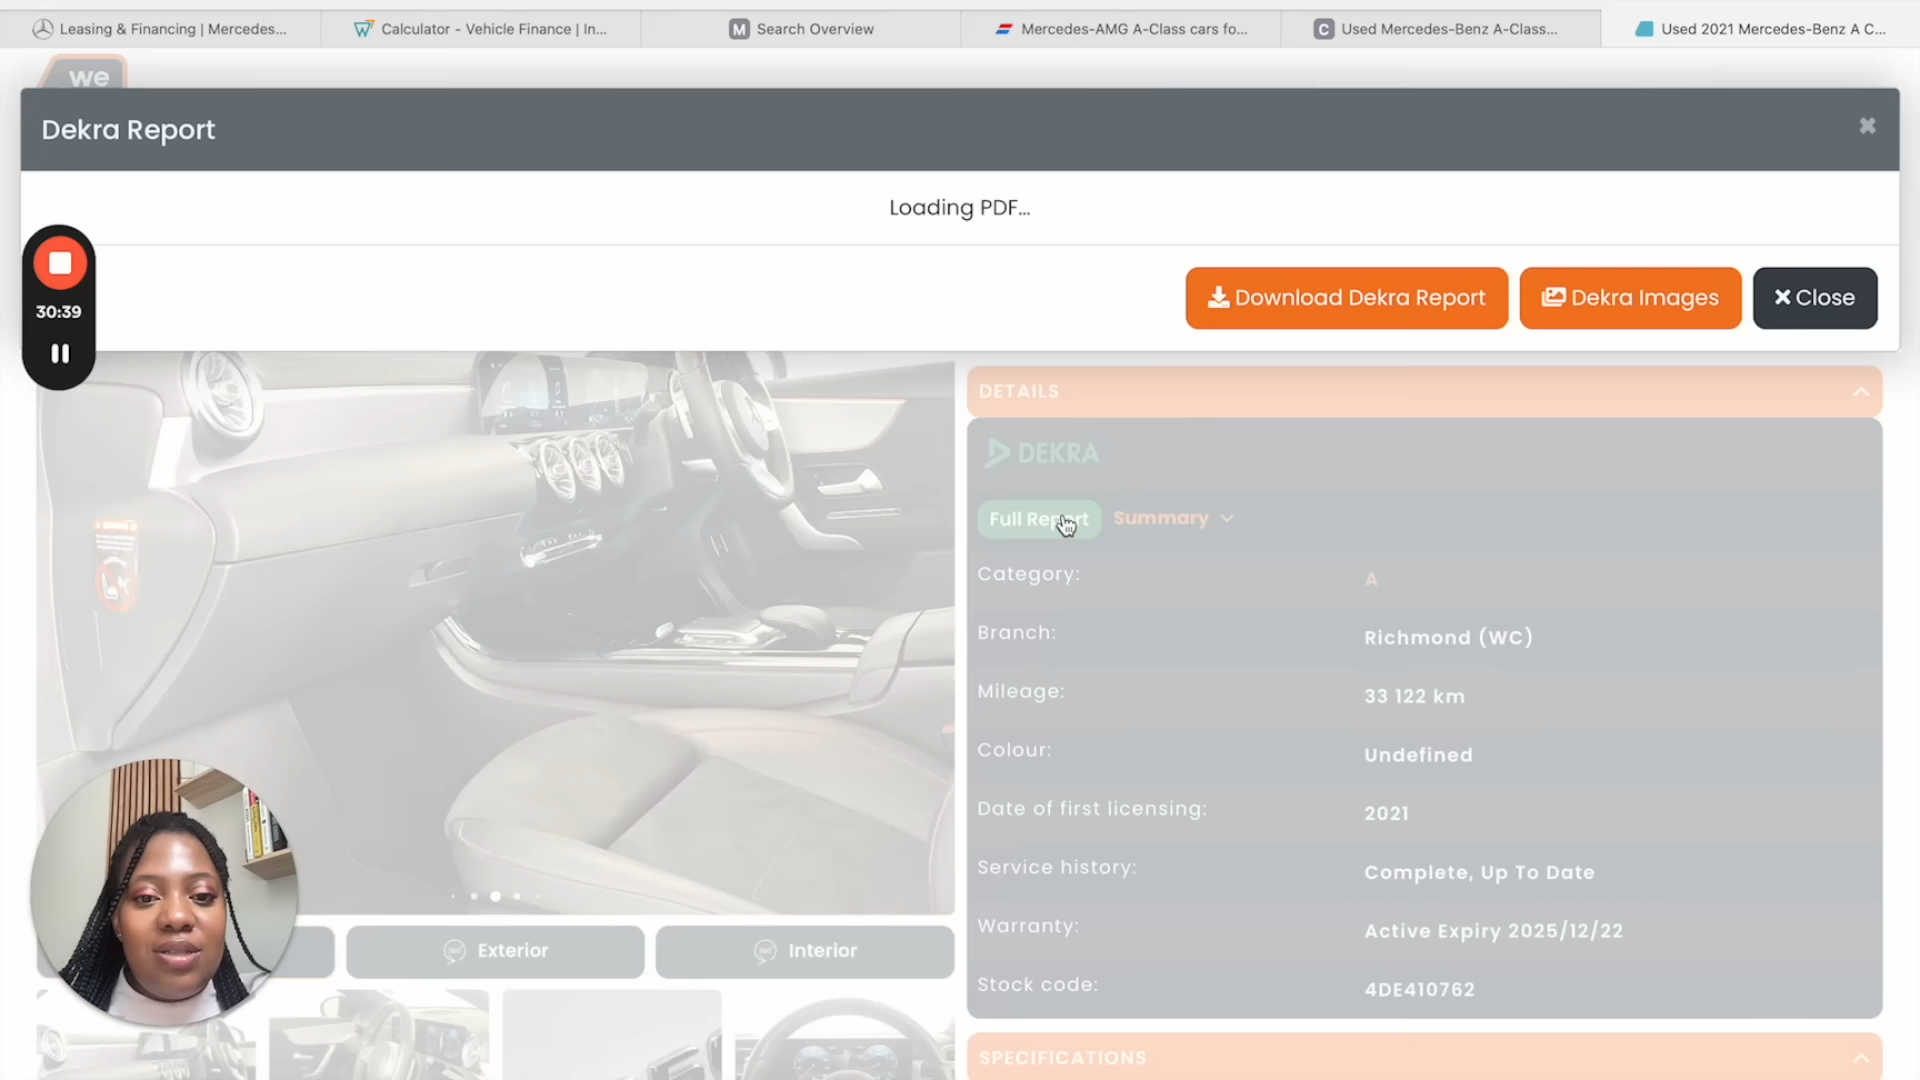 Leasing & Financing | Mercedes...
Calculator - Vehicle Finance | In...
M Search Overview
Mercedes-AMG A-Class cars fo...
C Used Mercedes-Benz A-Class...
Used 2021 Mercedes-Benz A C...
we
Dekra Report
Loading PDF...
30:39
Download Dekra Report
Dekra Images
Close
DETAILS
DEKRA
Full Report
Summary
Category: A
Branch: Richmond (WC)
Mileage: 33 122 km
Colour: Undefined
Date of first licensing: 2021
Service history: Complete, Up To Date
Warranty: Active Expiry 2025/12/22
Stock code: 4DE410762
Exterior
Interior
SPECIFICATIONS